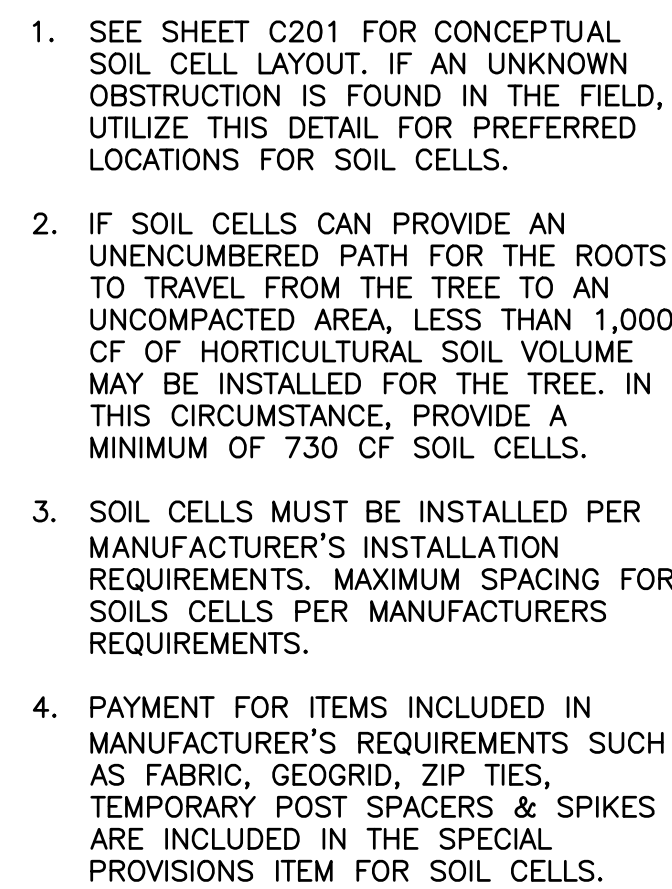 1. SEE SHEET C201 FOR CONCEPTUAL
SOIL CELL LAYOUT. IF AN UNKNOWN
OBSTRUCTION IS FOUND IN THE FIELD,
UTILIZE THIS DETAIL FOR PREFERRED
LOCATIONS FOR SOIL CELLS.
2. IF SOIL CELLS CAN PROVIDE AN
UNENCUMBERED PATH FOR THE ROOTS
TO TRAVEL FROM THE TREE TO AN
UNCOMPACTED AREA, LESS THAN 1,000
CF OF HORTICULTURAL SOIL VOLUME
MAY BE INSTALLED FOR THE TREE. IN
THIS CIRCUMSTANCE, PROVIDE A
MINIMUM OF 730 CF SOIL CELLS.
3. SOIL CELLS MUST BE INSTALLED PER
MANUFACTURER'S INSTALLATION
REQUIREMENTS. MAXIMUM SPACING FOR
SOILS CELLS PER MANUFACTURERS
REQUIREMENTS.
4. PAYMENT FOR ITEMS INCLUDED IN
MANUFACTURER'S REQUIREMENTS SUCH
AS FABRIC, GEOGRID, ZIP TIES,
TEMPORARY POST SPACERS & SPIKES
ARE INCLUDED IN THE SPECIAL
PROVISIONS ITEM FOR SOIL CELLS.